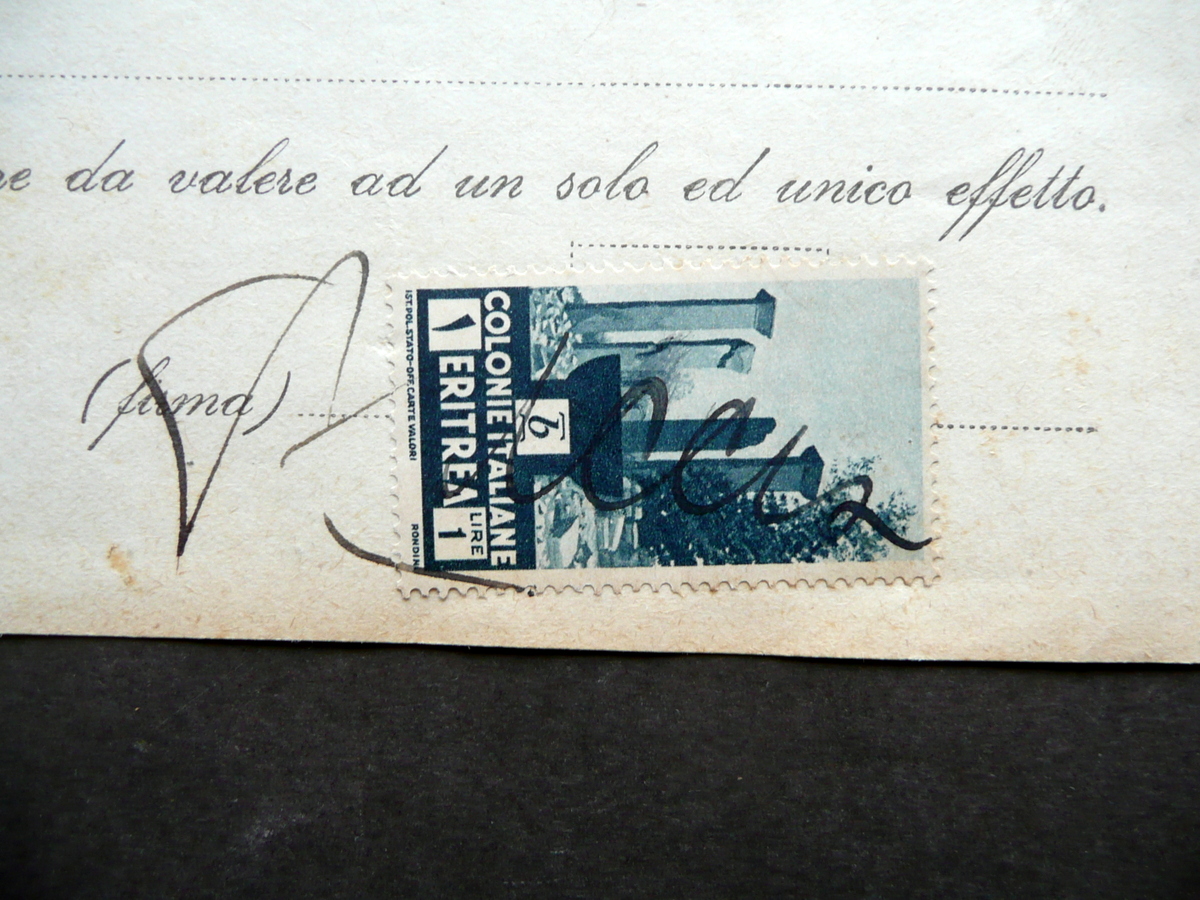 da valere ad un solo ed unico effetto.
(firma)
COLONIE ITALIANE
1 ERITREA
LIRE
1
IST. POL. STATO-OFF. CARTE VALORI